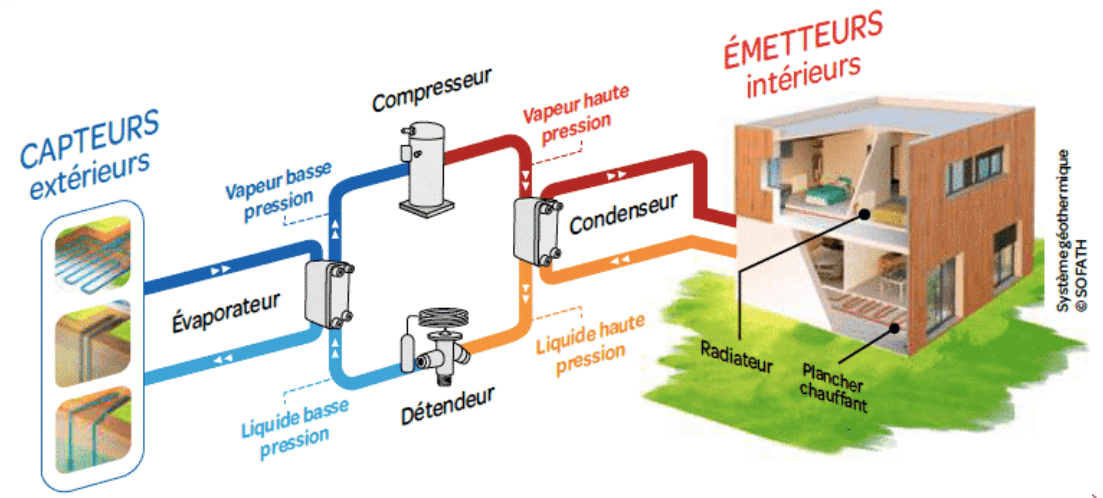 CAPTEURS
extérieurs
Vapeur basse
pression
Compresseur
Vapeur haute
pression
ÉMETTEURS
intérieurs
Évaporateur
Condenseur
Liquide basse
pression
Détendeur
Liquide haute
pression
Radiateur
Plancher
chauffant
Système géothermique
© SOFATH